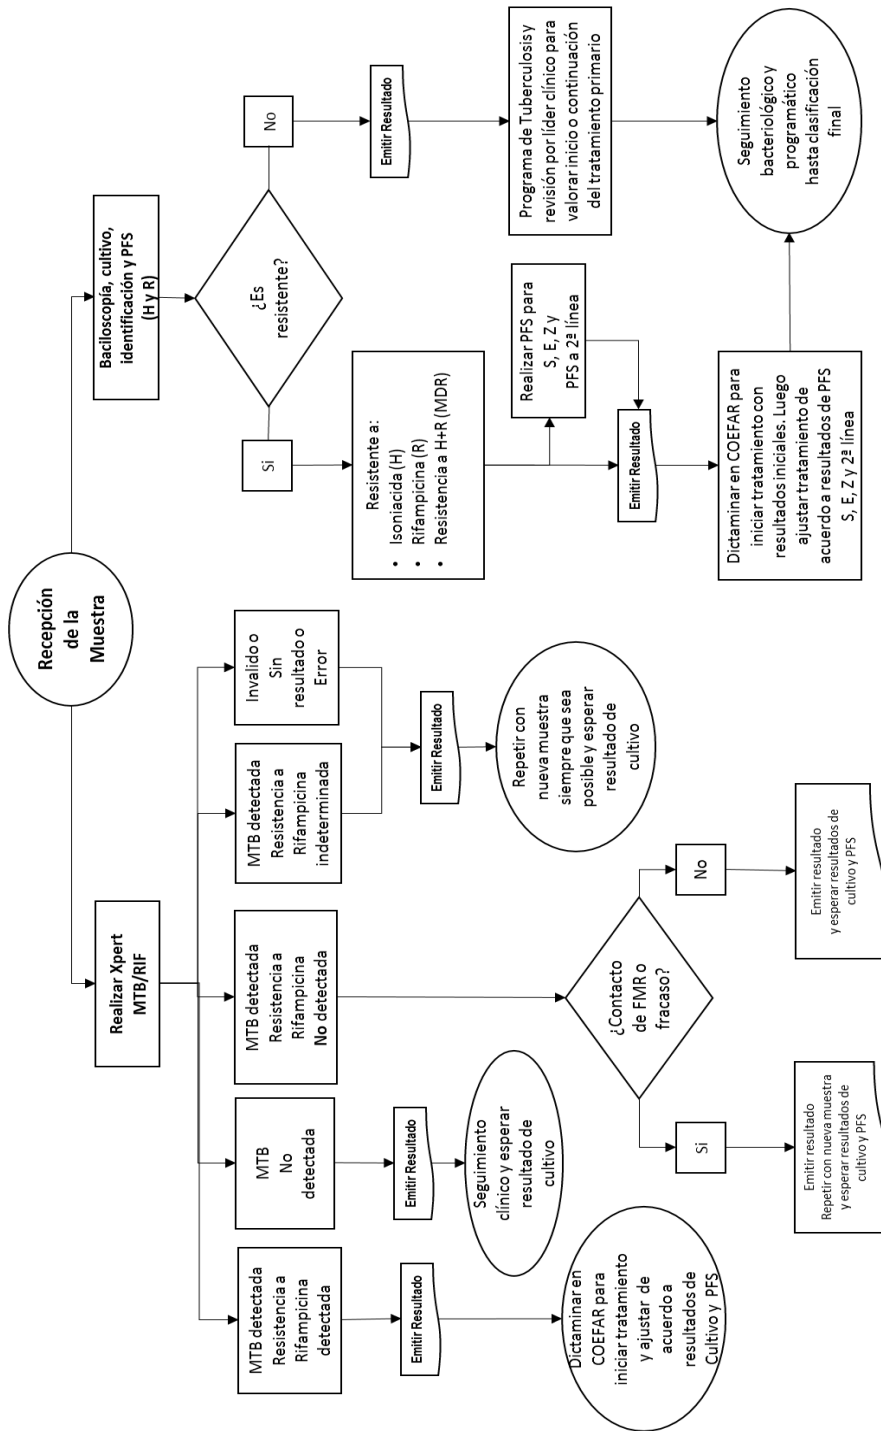 Recepción
de la
Muestra
Realizar Xpert
MTB/RIF
MTB detectada
Resistencia a
Rifampicina
detectada
Emitir Resultado
Dictaminar en
COEFAR para
iniciar tratamiento
y ajustar de
acuerdo a
resultados de
Cultivo y PFS
MTB
No
detectada
Emitir Resultado
Seguimiento
clínico y esperar
resultado de
cultivo
MTB detectada
Resistencia a
Rifampicina
No detectada
¿Contacto
de FMR o
fracaso?
Si
Emitir resultado
Repetir con nueva muestra
y esperar resultados de
cultivo y PFS
No
Emitir resultado
y esperar resultados de
cultivo y PFS
MTB detectada
Resistencia a
Rifampicina
indeterminada
Invalido o
Sin
resultado o
Error
Emitir Resultado
Repetir con
nueva muestra
siempre que sea
posible y esperar
resultado de
cultivo
Baciloscopía, cultivo,
identificación y PFS
(H y R)
¿Es
resistente?
Si
Resistente a:
• Isoniacida (H)
• Rifampicina (R)
• Resistencia a H+R (MDR)
Realizar PFS para
S, E, Z y
PFS a 2ª línea
Emitir Resultado
Dictaminar en COEFAR para
iniciar tratamiento con
resultados iniciales. Luego
ajustar tratamiento de
acuerdo a resultados de PFS
S, E, Z y 2ª línea
No
Emitir Resultado
Programa de Tuberculosis y
revisión por líder clínico para
valorar inicio o continuación
del tratamiento primario
Seguimiento
bacteriológico y
programático
hasta clasificación
final